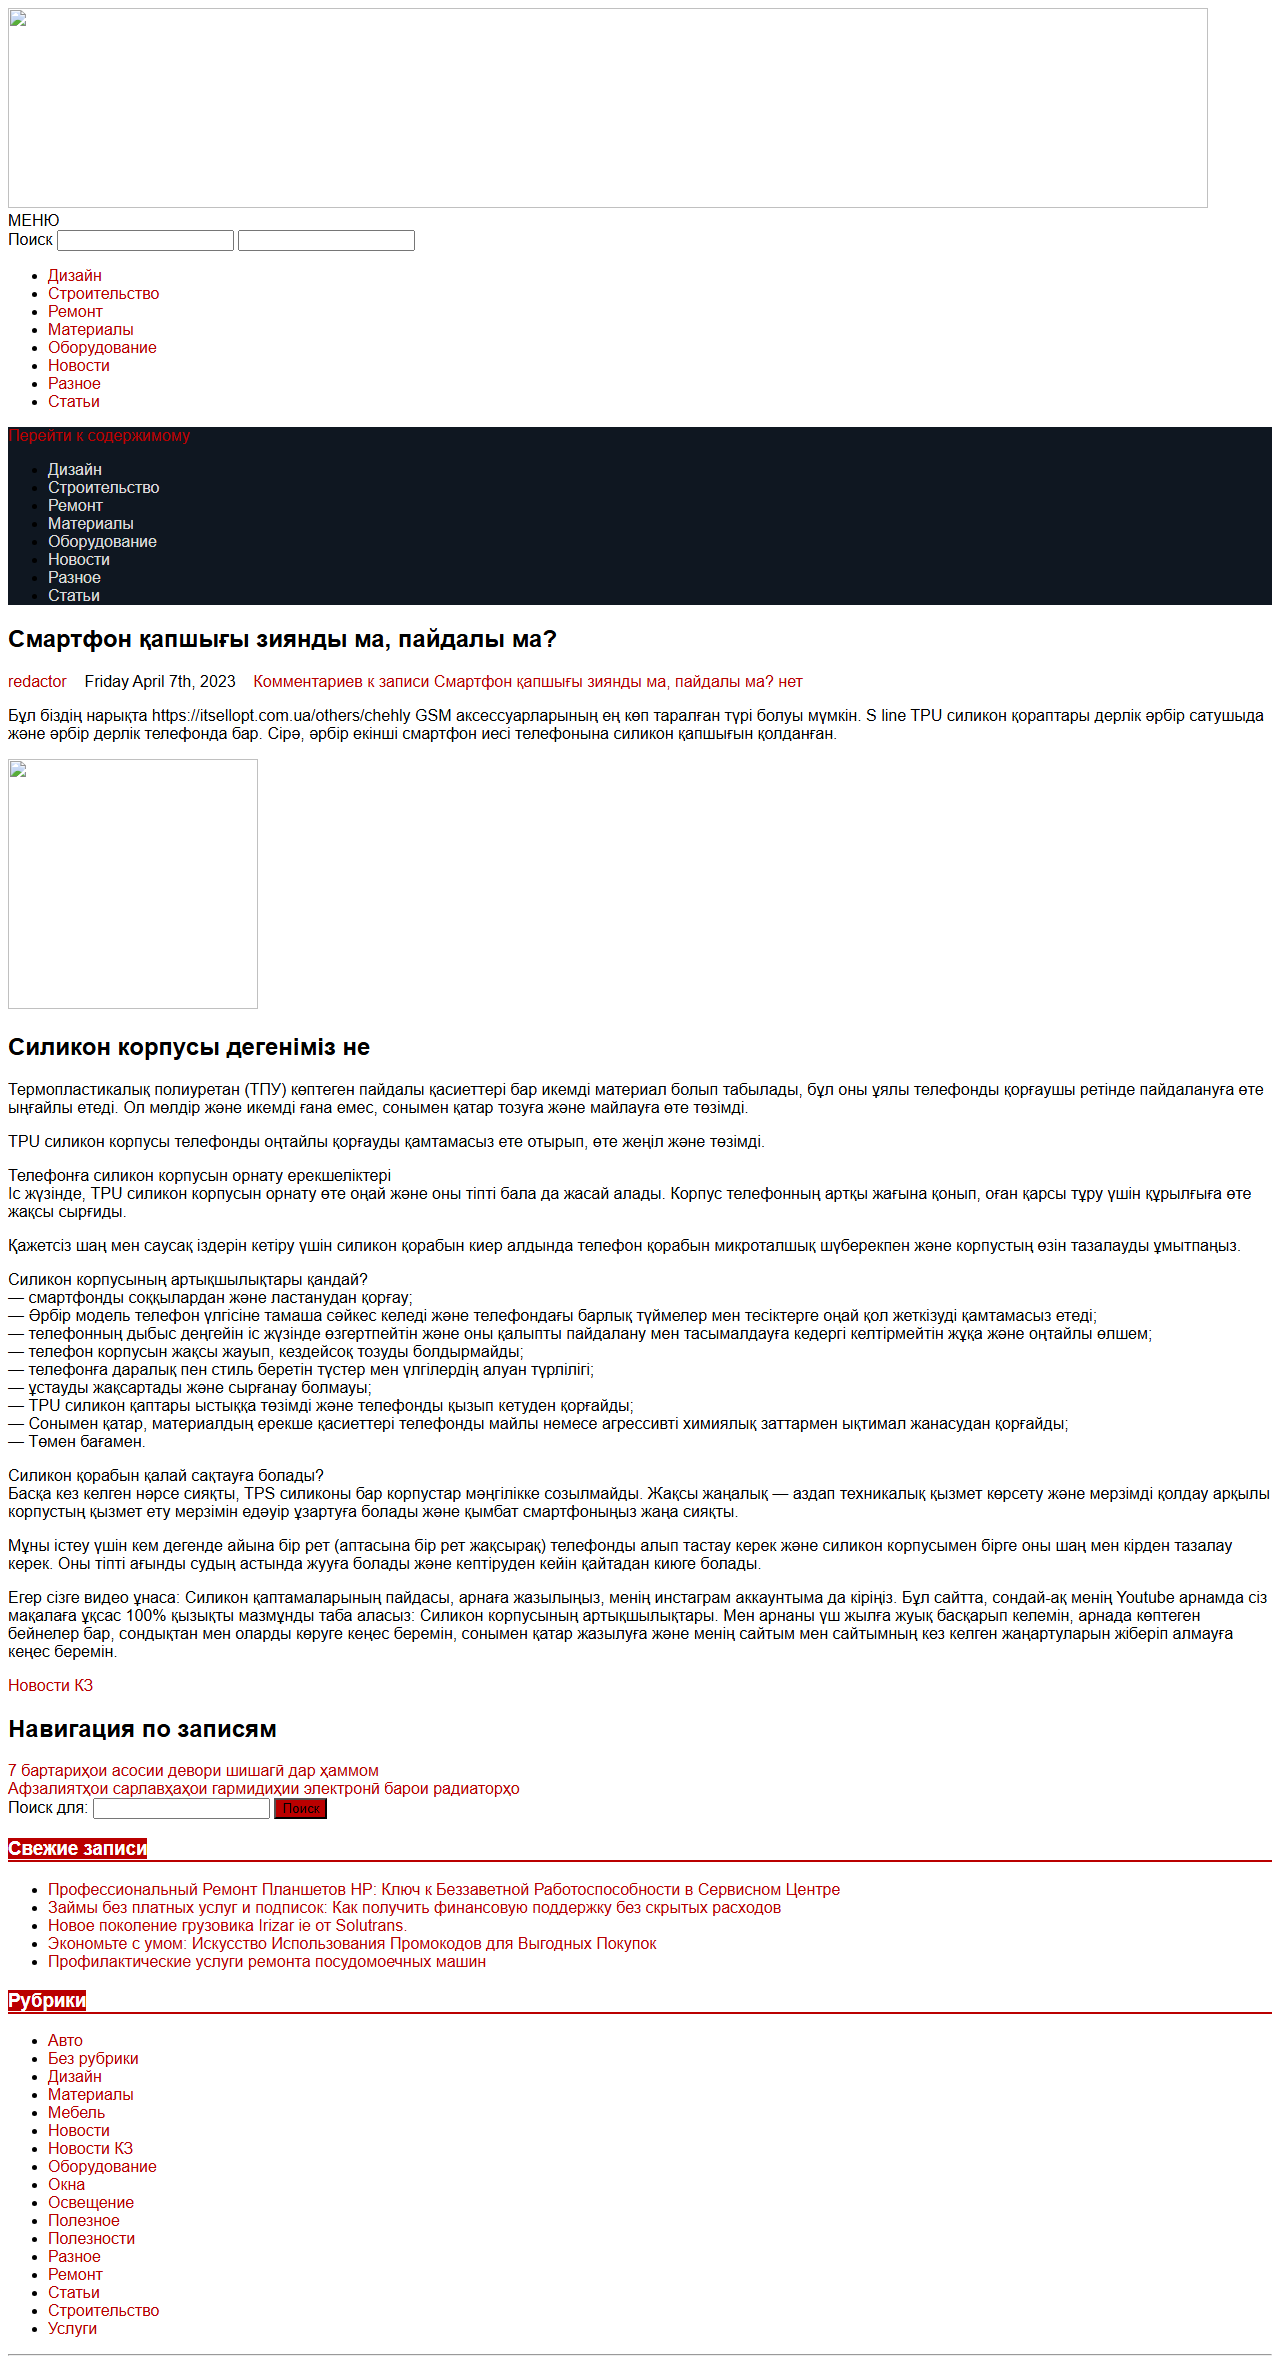 МЕНЮ
Поиск
Дизайн
Строительство
Ремонт
Материалы
Оборудование
Новости
Разное
Статьи
Перейти к содержимому
Дизайн
Строительство
Ремонт
Материалы
Оборудование
Новости
Разное
Статьи
Смартфон қапшығы зиянды ма, пайдалы ма?
redactor Friday April 7th, 2023 Комментариев к записи Смартфон қапшығы зиянды ма, пайдалы ма? нет
Бұл біздің нарықта https://itsellopt.com.ua/others/chehly GSM аксессуарларының ең көп таралған түрі болуы мүмкін. S line TPU силикон қораптары дерлік әрбір сатушыда
және әрбір дерлік телефонда бар. Сірә, әрбір екінші смартфон иесі телефонына силикон қапшығын қолданған.
Силикон корпусы дегеніміз не
Термопластикалық полиуретан (ТПУ) көптеген пайдалы қасиеттері бар икемді материал болып табылады, бұл оны ұялы телефонды қорғаушы ретінде пайдалануға өте
ыңғайлы етеді. Ол мөлдір және икемді ғана емес, сонымен қатар тозуға және майлауға өте төзімді.
TPU силикон корпусы телефонды оңтайлы қорғауды қамтамасыз ете отырып, өте жеңіл және төзімді.
Телефонға силикон корпусын орнату ерекшеліктері
Іс жүзінде, TPU силикон корпусын орнату өте оңай және оны тіпті бала да жасай алады. Корпус телефонның артқы жағына қонып, оған қарсы тұру үшін құрылғыға өте
жақсы сырғиды.
Қажетсіз шаң мен саусақ іздерін кетіру үшін силикон қорабын киер алдында телефон қорабын микроталшық шүберекпен және корпустың өзін тазалауды ұмытпаңыз.
Силикон корпусының артықшылықтары қандай?
— смартфонды соққылардан және ластанудан қорғау;
— Әрбір модель телефон үлгісіне тамаша сәйкес келеді және телефондағы барлық түймелер мен тесіктерге оңай қол жеткізуді қамтамасыз етеді;
— телефонның дыбыс деңгейін іс жүзінде өзгертпейтін және оны қалыпты пайдалану мен тасымалдауға кедергі келтірмейтін жұқа және оңтайлы өлшем;
— телефон корпусын жақсы жауып, кездейсоқ тозуды болдырмайды;
— телефонға даралық пен стиль беретін түстер мен үлгілердің алуан түрлілігі;
— ұстауды жақсартады және сырғанау болмауы;
— TPU силикон қаптары ыстыққа төзімді және телефонды қызып кетуден қорғайды;
— Сонымен қатар, материалдың ерекше қасиеттері телефонды майлы немесе агрессивті химиялық заттармен ықтимал жанасудан қорғайды;
— Төмен бағамен.
Силикон қорабын қалай сақтауға болады?
Басқа кез келген нәрсе сияқты, TPS силиконы бар корпустар мәңгілікке созылмайды. Жақсы жаңалық — аздап техникалық қызмет көрсету және мерзімді қолдау арқылы
корпустың қызмет ету мерзімін едәуір ұзартуға болады және қымбат смартфоныңыз жаңа сияқты.
Мұны істеу үшін кем дегенде айына бір рет (аптасына бір рет жақсырақ) телефонды алып тастау керек және силикон корпусымен бірге оны шаң мен кірден тазалау
керек. Оны тіпті ағынды судың астында жууға болады және кептіруден кейін қайтадан киюге болады.
Егер сізге видео ұнаса: Силикон қаптамаларының пайдасы, арнаға жазылыңыз, менің инстаграм аккаунтыма да кіріңіз. Бұл сайтта, сондай-ақ менің Youtube арнамда сіз
мақалаға ұқсас 100% қызықты мазмұнды таба аласыз: Силикон корпусының артықшылықтары. Мен арнаны үш жылға жуық басқарып келемін, арнада көптеген
бейнелер бар, сондықтан мен оларды көруге кеңес беремін, сонымен қатар жазылуға және менің сайтым мен сайтымның кез келген жаңартуларын жіберіп алмауға
кеңес беремін.
Новости КЗ
Навигация по записям
7 бартариҳои асосии девори шишагӣ дар ҳаммом
Афзалиятҳои сарлавҳаҳои гармидиҳии электронӣ барои радиаторҳо
Поиск для: Поиск
Свежие записи
Профессиональный Ремонт Планшетов HP: Ключ к Беззаветной Работоспособности в Сервисном Центре
Займы без платных услуг и подписок: Как получить финансовую поддержку без скрытых расходов
Новое поколение грузовика Irizar ie от Solutrans.
Экономьте с умом: Искусство Использования Промокодов для Выгодных Покупок
Профилактические услуги ремонта посудомоечных машин
Рубрики
Авто
Без рубрики
Дизайн
Материалы
Мебель
Новости
Новости КЗ
Оборудование
Окна
Освещение
Полезное
Полезности
Разное
Ремонт
Статьи
Строительство
Услуги